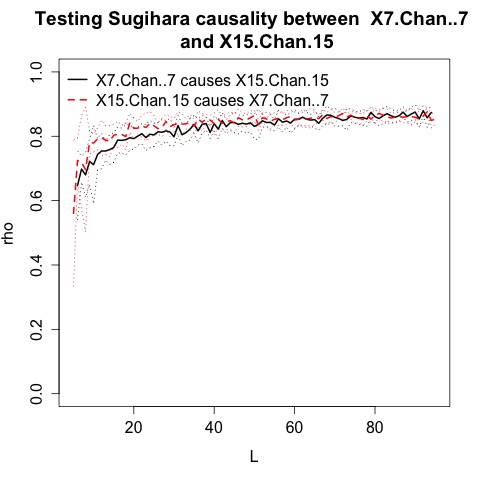 Testing Sugihara causality between  X7.Chan..7
and X15.Chan.15
X7.Chan..7 causes X15.Chan.15
X15.Chan.15 causes X7.Chan..7
rho
1.0
0.8
0.6
0.4
0.2
0.0
20 40 60 80
L